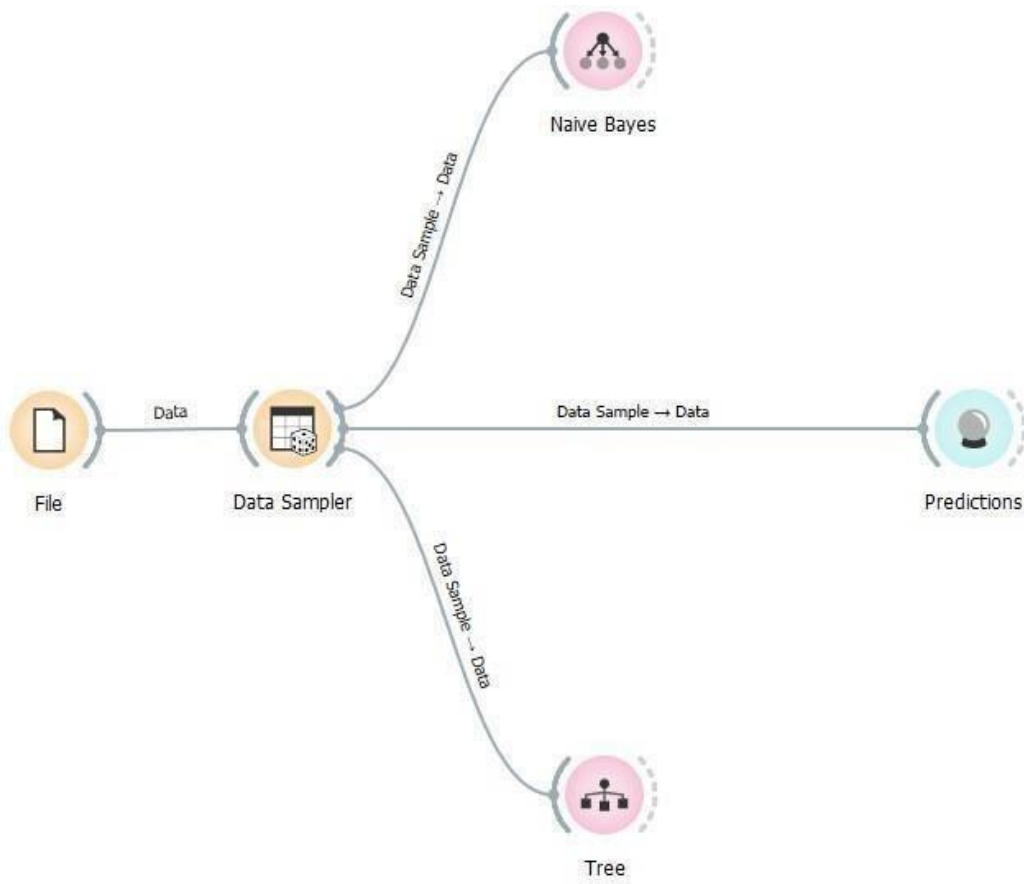 Naive Bayes
Data Sample → Data
Data
Data Sample → Data
File
Data Sampler
Predictions
Data Sample → Data
Tree